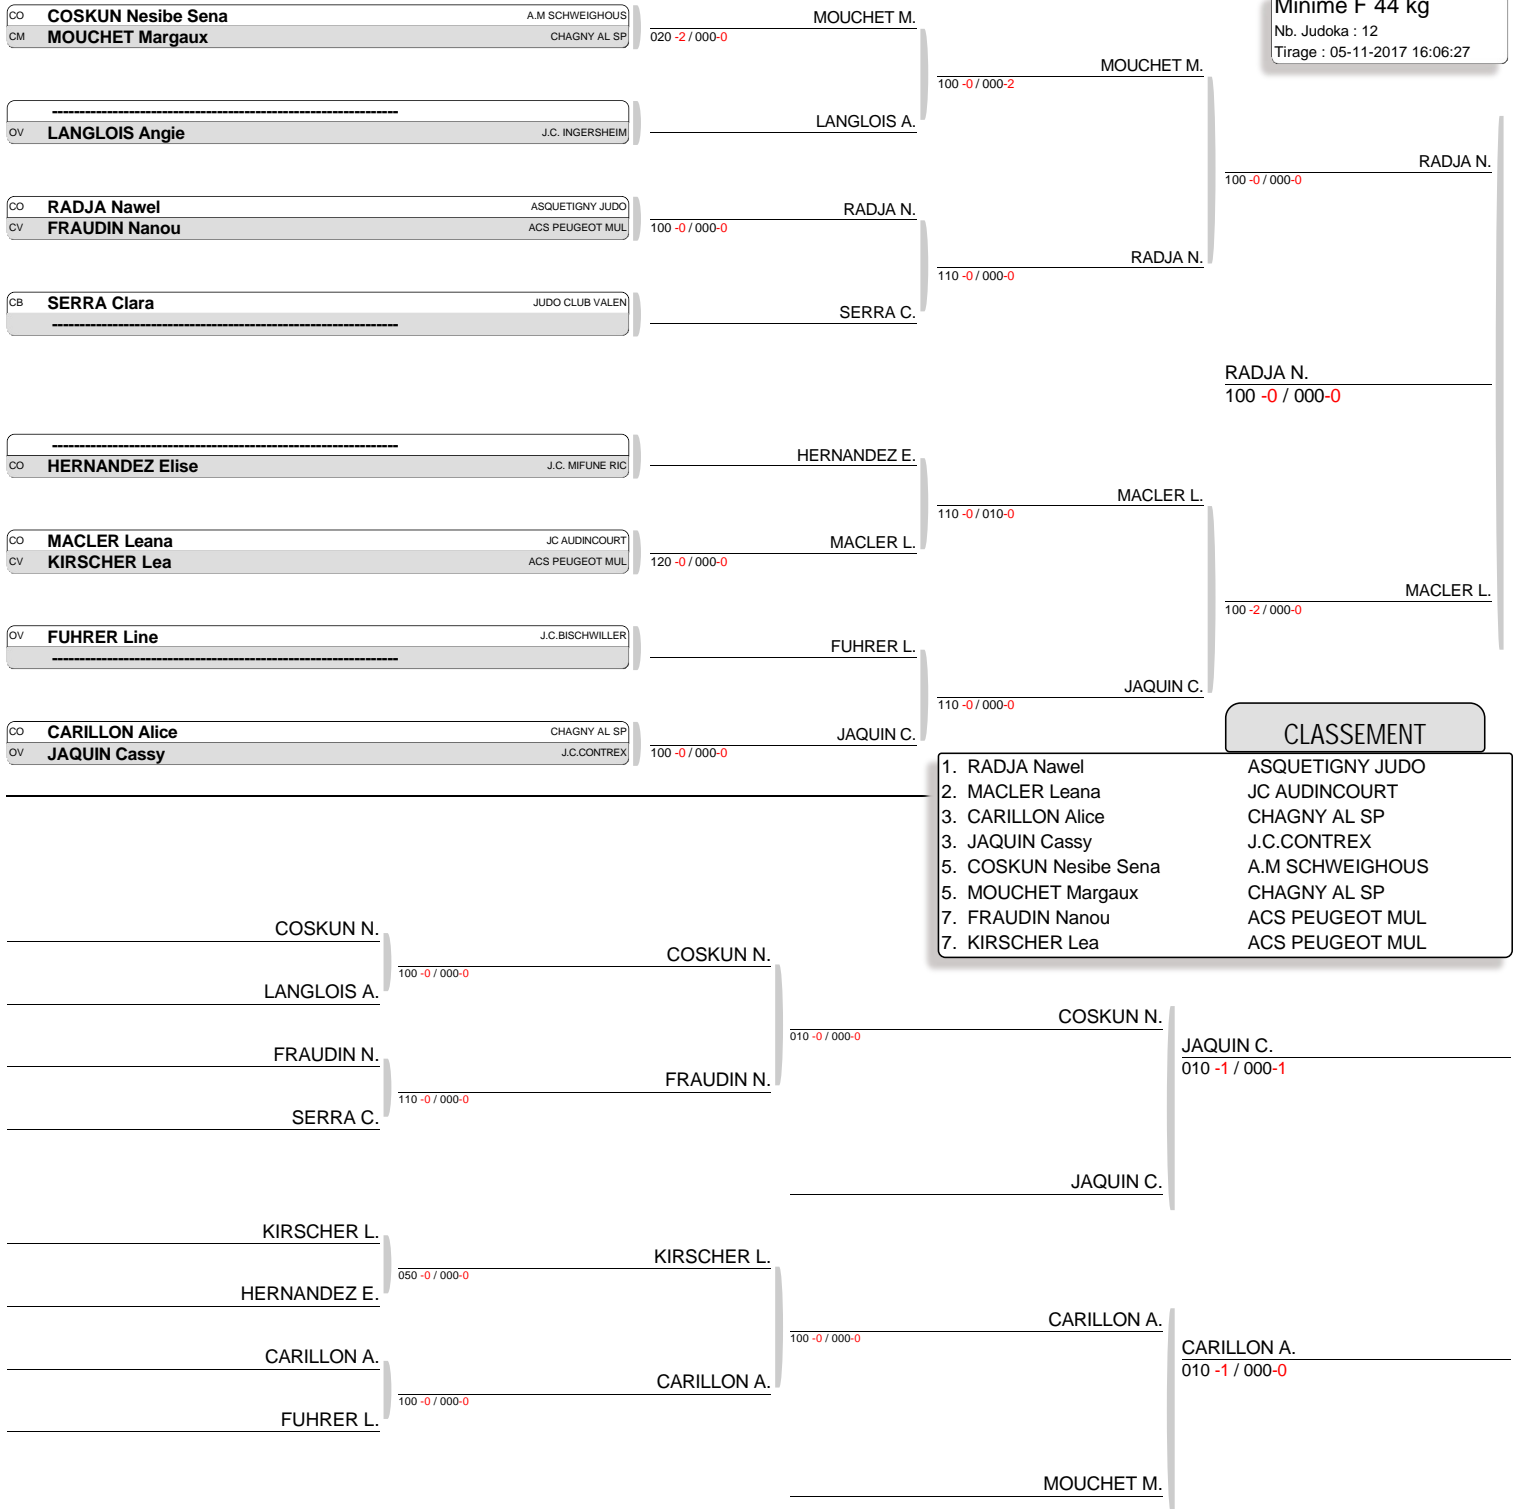 Minime F 44 kg
Nb. Judoka : 12
Tirage : 05-11-2017 16:06:27
CO COSKUN Nesibe Sena A.M SCHWEIGHOUS
CM MOUCHET Margaux CHAGNY AL SP
MOUCHET M.
020 -2 / 000-0
MOUCHET M.
100 -0 / 000-2
------------------------------------------------------------
OV LANGLOIS Angie J.C. INGERSHEIM
LANGLOIS A.
RADJA N.
100 -0 / 000-0
CO RADJA Nawel ASQUETIGNY JUDO
CV FRAUDIN Nanou ACS PEUGEOT MUL
RADJA N.
100 -0 / 000-0
RADJA N.
110 -0 / 000-0
CB SERRA Clara JUDO CLUB VALEN
------------------------------------------------------------
SERRA C.
RADJA N.
100 -0 / 000-0
------------------------------------------------------------
CO HERNANDEZ Elise J.C. MIFUNE RIC
HERNANDEZ E.
MACLER L.
110 -0 / 010-0
CO MACLER Leana JC AUDINCOURT
CV KIRSCHER Lea ACS PEUGEOT MUL
MACLER L.
120 -0 / 000-0
MACLER L.
100 -2 / 000-0
OV FUHRER Line J.C.BISCHWILLER
------------------------------------------------------------
FUHRER L.
JAQUIN C.
110 -0 / 000-0
CO CARILLON Alice CHAGNY AL SP
OV JAQUIN Cassy J.C.CONTREX
JAQUIN C.
100 -0 / 000-0
CLASSEMENT
1. RADJA Nawel ASQUETIGNY JUDO
2. MACLER Leana JC AUDINCOURT
3. CARILLON Alice CHAGNY AL SP
3. JAQUIN Cassy J.C.CONTREX
5. COSKUN Nesibe Sena A.M SCHWEIGHOUS
5. MOUCHET Margaux CHAGNY AL SP
7. FRAUDIN Nanou ACS PEUGEOT MUL
7. KIRSCHER Lea ACS PEUGEOT MUL
COSKUN N.
COSKUN N.
100 -0 / 000-0
LANGLOIS A.
COSKUN N.
010 -0 / 000-0
JAQUIN C.
010 -1 / 000-1
FRAUDIN N.
FRAUDIN N.
110 -0 / 000-0
SERRA C.
JAQUIN C.
KIRSCHER L.
KIRSCHER L.
050 -0 / 000-0
HERNANDEZ E.
CARILLON A.
100 -0 / 000-0
CARILLON A.
010 -1 / 000-0
CARILLON A.
CARILLON A.
100 -0 / 000-0
FUHRER L.
MOUCHET M.